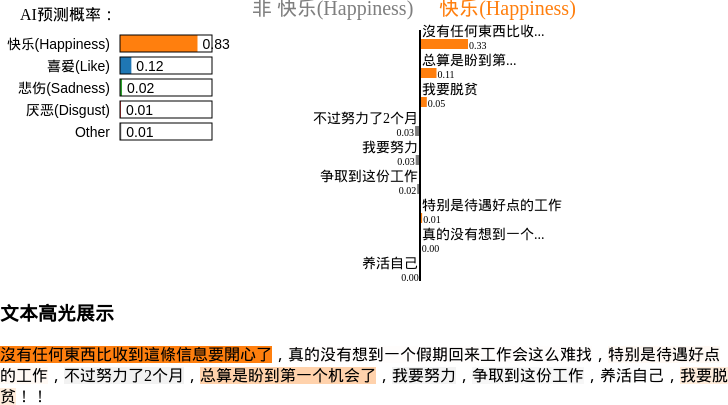 AI预测概率：
快乐(Happiness) 0.83
喜爱(Like) 0.12
悲伤(Sadness) 0.02
厌恶(Disgust) 0.01
Other 0.01
非 快乐(Happiness) 快乐(Happiness)
沒有任何東西比收...
0.33
总算是盼到第...
0.11
我要脱贫
0.05
不过努力了2个月
0.03
我要努力
0.03
争取到这份工作
0.02
特别是待遇好点的工作
0.01
真的没有想到一个...
0.00
养活自己
0.00
文本高光展示
沒有任何東西比收到這條信息要開心了，真的没有想到一个假期回来工作会这么难找，特别是待遇好点
的工作，不过努力了2个月，总算是盼到第一个机会了，我要努力，争取到这份工作，养活自己，我要脱
贫！！